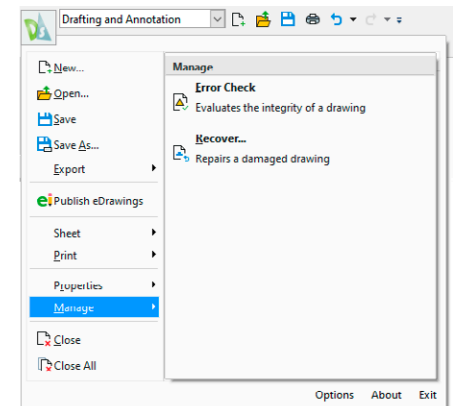 Drafting and Annotation
New...
Open...
Save
Save As...
Export
Publish eDrawings
Sheet
Print
Properties
Manage
Close
Close All
Manage
Error Check
Evaluates the integrity of a drawing
Recover...
Repairs a damaged drawing
Options About Exit